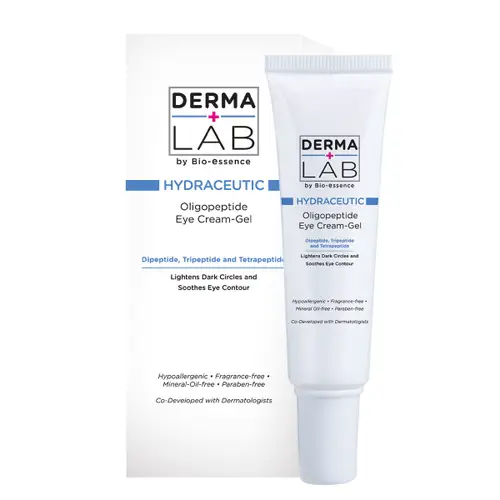 DERMA
LAB
by Bio-essence
HYDRACEUTIC
Oligopeptide
Eye Cream-Gel
Dipeptide, Tripeptide and Tetrapeptide
Lightens Dark Circles and
Soothes Eye Contour
Hypoallergenic • Fragrance-free •
Mineral-Oil-free • Paraben-free
Co-Developed with Dermatologists
DERMA
LAB
by Bio-essence
HYDRACEUTIC
Oligopeptide
Eye Cream-Gel
Dipeptide, Tripeptide
and Tetrapeptide
Lightens Dark Circles and
Soothes Eye Contour
Hypoallergenic • Fragrance-free •
Mineral Oil-free • Paraben-free
Co-Developed with Dermatologists